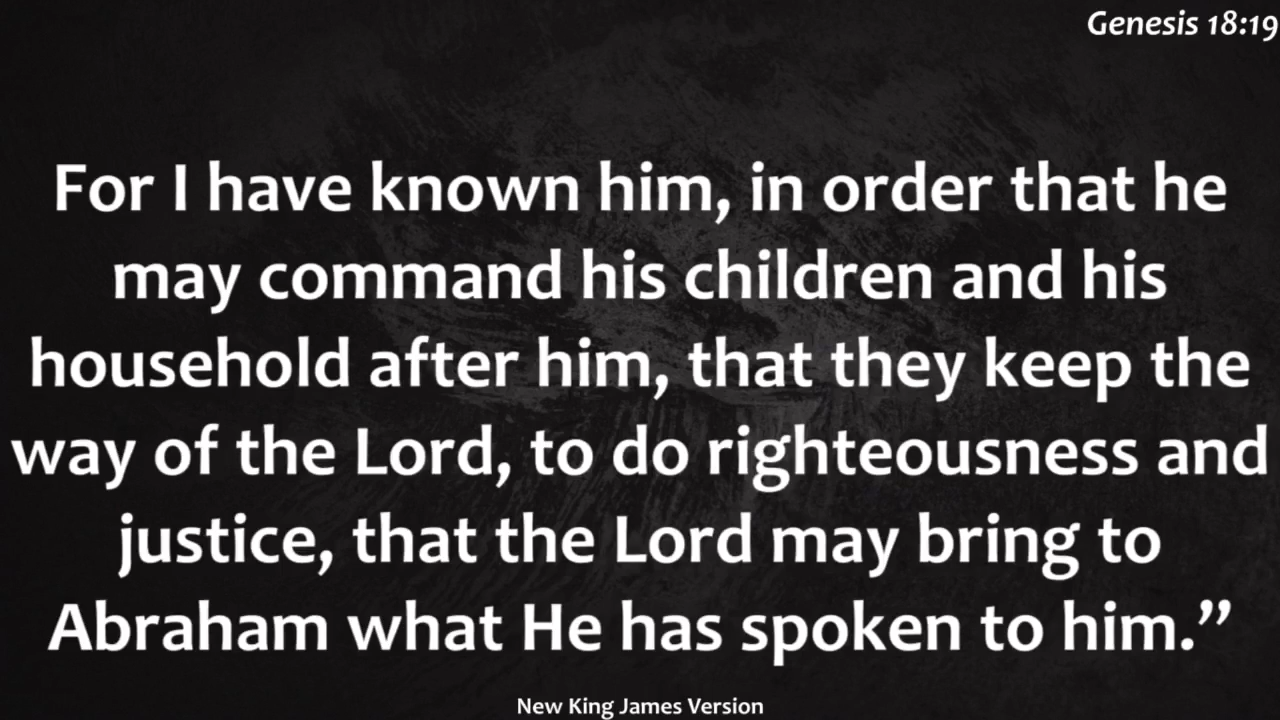 Genesis 18:19
For I have known him, in order that he
may command his children and his
household after him, that they keep the
way of the Lord, to do righteousness and
justice, that the Lord may bring to
Abraham what He has spoken to him.”
New King James Version